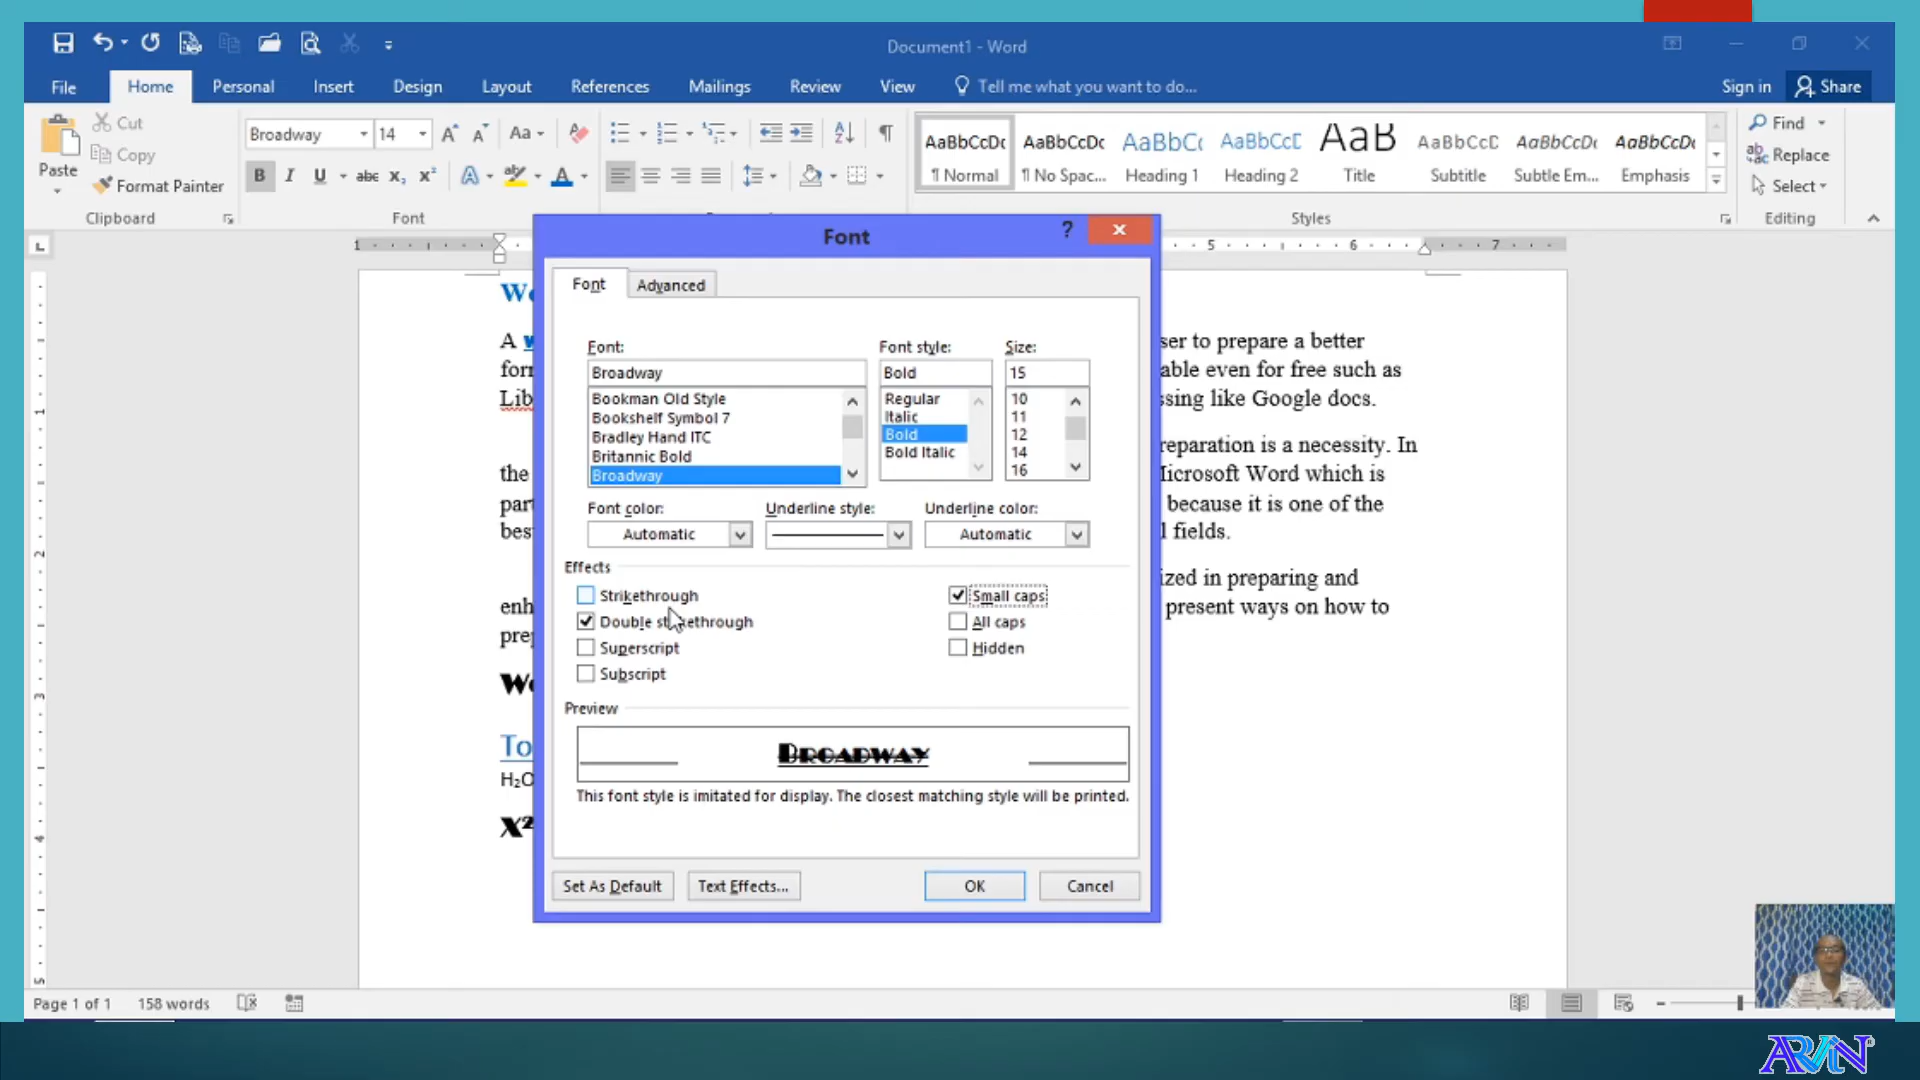 Document1 - Word
File Home Personal Insert Design Layout References Mailings Review View Tell me what you want to do... Sign in Share
Paste Cut Copy Format Painter
Broadway 14
AaBbCcDc AaBbCcDc AaBbCc AaBbCcD AaB AaBbCcD AaBbCcDc AaBbCcDc
¶ Normal ¶ No Spac... Heading 1 Heading 2 Title Subtitle Subtle Em... Emphasis
Find
Replace
Select
Clipboard Font Styles Editing
Font
Font Advanced
Font: Font style: Size:
Broadway Bold 15
Bookman Old Style Regular 10
Bookshelf Symbol 7 Italic 11
Bradley Hand ITC Bold 12
Britannic Bold Bold Italic 14
Broadway 16
Font color: Underline style: Underline color:
Automatic Automatic
Effects
Strikethrough Small caps
Double strikethrough All caps
Superscript Hidden
Subscript
Preview
BROADWAY
This font style is imitated for display. The closest matching style will be printed.
Set As Default Text Effects... OK Cancel
A
to prepare a better
even for free such as
like Google docs.
is a necessity. In
the Microsoft Word which is
because it is one of the
fields.
in preparing and
present ways on how to
To
H₂O
X²
Page 1 of 1 158 words
ARVIN